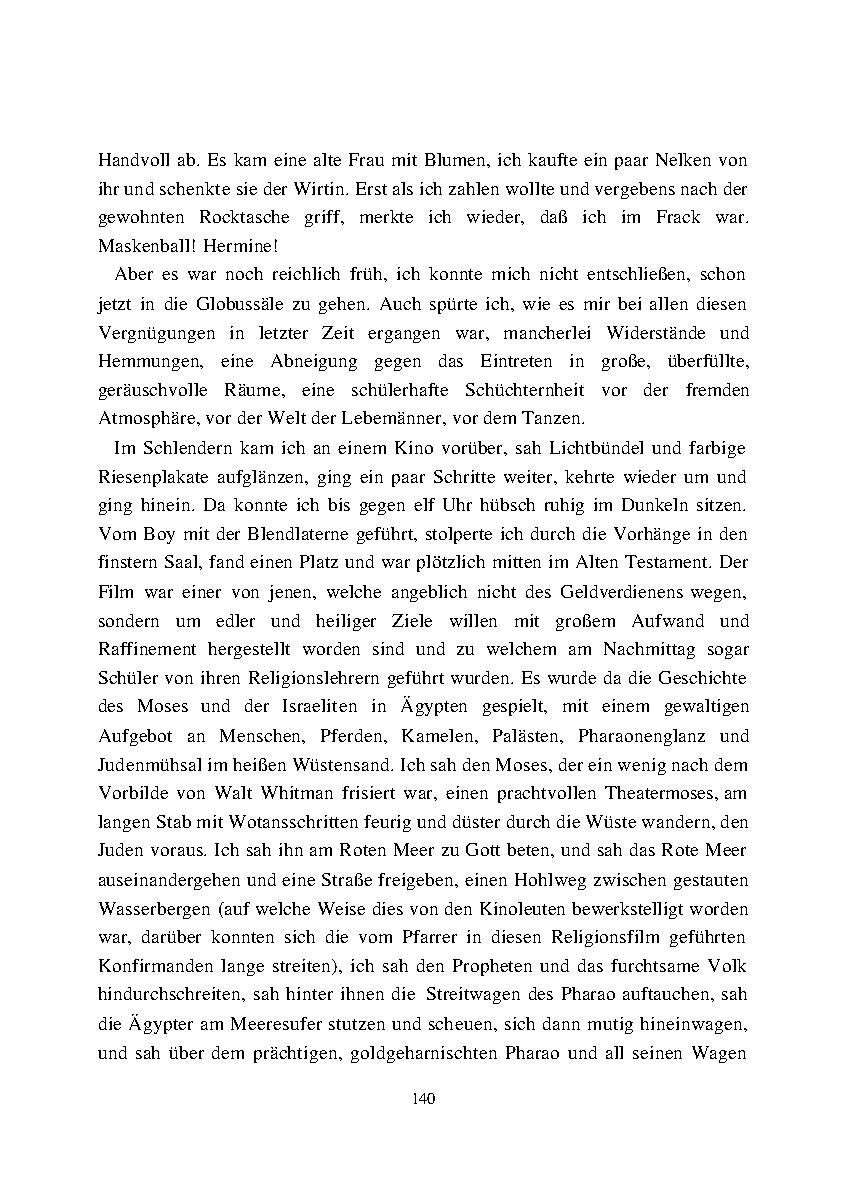 Handvoll ab. Es kam eine alte Frau mit Blumen, ich kaufte ein paar Nelken von
ihr und schenkte sie der Wirtin. Erst als ich zahlen wollte und vergebens nach der
gewohnten Rocktasche griff, merkte ich wieder, daß ich im Frack war.
Maskenball! Hermine!
Aber es war noch reichlich früh, ich konnte mich nicht entschließen, schon
jetzt in die Globussäle zu gehen. Auch spürte ich, wie es mir bei allen diesen
Vergnügungen in letzter Zeit ergangen war, mancherlei Widerstände und
Hemmungen, eine Abneigung gegen das Eintreten in große, überfüllte,
geräuschvolle Räume, eine schülerhafte Schüchternheit vor der fremden
Atmosphäre, vor der Welt der Lebemänner, vor dem Tanzen.
Im Schlendern kam ich an einem Kino vorüber, sah Lichtbündel und farbige
Riesenplakate aufglänzen, ging ein paar Schritte weiter, kehrte wieder um und
ging hinein. Da konnte ich bis gegen elf Uhr hübsch ruhig im Dunkeln sitzen.
Vom Boy mit der Blendlaterne geführt, stolperte ich durch die Vorhänge in den
finstern Saal, fand einen Platz und war plötzlich mitten im Alten Testament. Der
Film war einer von jenen, welche angeblich nicht des Geldverdienens wegen,
sondern um edler und heiliger Ziele willen mit großem Aufwand und
Raffinement hergestellt worden sind und zu welchem am Nachmittag sogar
Schüler von ihren Religionslehrern geführt wurden. Es wurde da die Geschichte
des Moses und der Israeliten in Ägypten gespielt, mit einem gewaltigen
Aufgebot an Menschen, Pferden, Kamelen, Palästen, Pharaonenglanz und
Judenmühsal im heißen Wüstensand. Ich sah den Moses, der ein wenig nach dem
Vorbilde von Walt Whitman frisiert war, einen prachtvollen Theatermoses, am
langen Stab mit Wotansschritten feurig und düster durch die Wüste wandern, den
Juden voraus. Ich sah ihn am Roten Meer zu Gott beten, und sah das Rote Meer
auseinandergehen und eine Straße freigeben, einen Hohlweg zwischen gestauten
Wasserbergen (auf welche Weise dies von den Kinoleuten bewerkstelligt worden
war, darüber konnten sich die vom Pfarrer in diesen Religionsfilm geführten
Konfirmanden lange streiten), ich sah den Propheten und das furchtsame Volk
hindurchschreiten, sah hinter ihnen die Streitwagen des Pharao auftauchen, sah
die Ägypter am Meeresufer stutzen und scheuen, sich dann mutig hineinwagen,
und sah über dem prächtigen, goldgeharnischten Pharao und all seinen Wagen
140